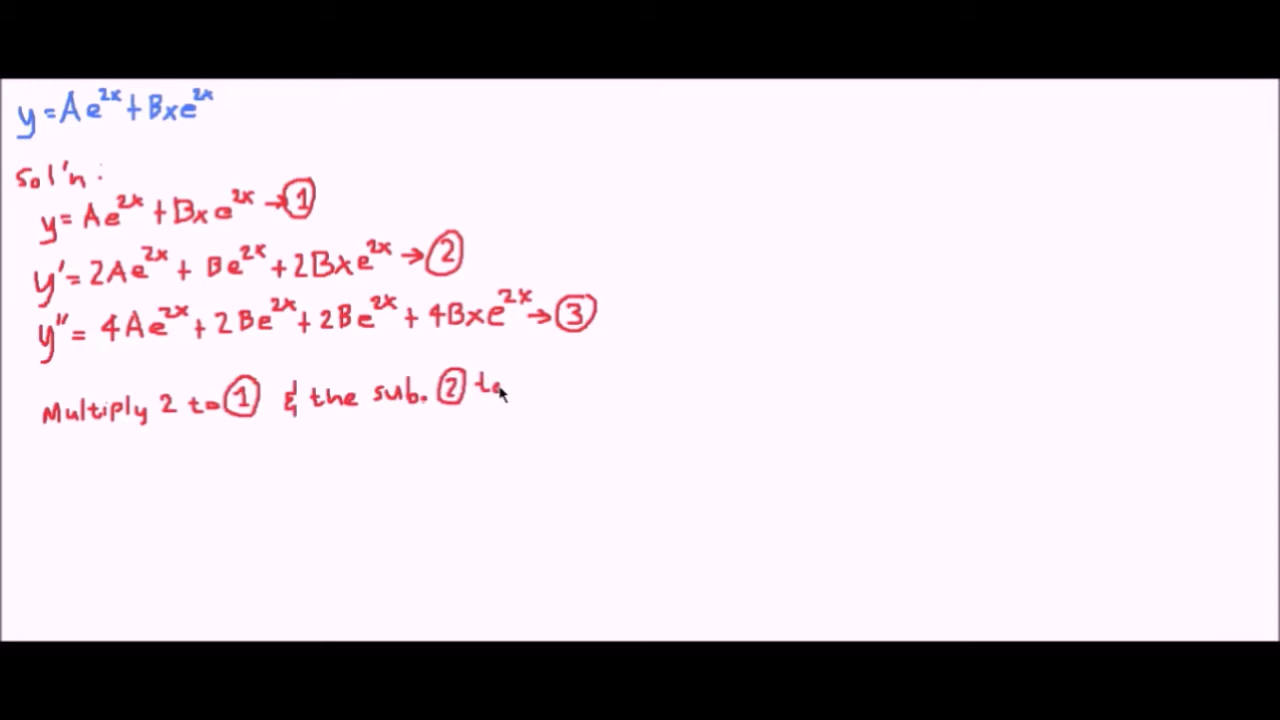 y = Ae^{2x} + Bxe^{2x}
Sol'n :
y = Ae^{2x} + Bxe^{2x} → ①
y' = 2Ae^{2x} + Be^{2x} + 2Bxe^{2x} → ②
y" = 4Ae^{2x} + 2Be^{2x} + 2Be^{2x} + 4Bxe^{2x} → ③
Multiply 2 to ① & the sub. ② to